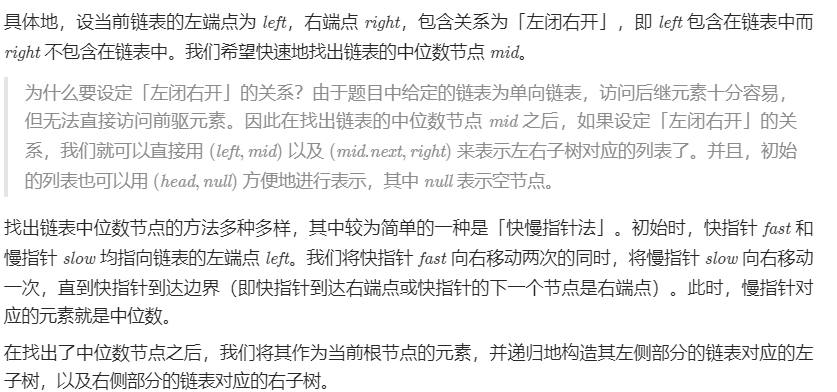 具体地，设当前链表的左端点为 left，右端点 right，包含关系为「左闭右开」，即 left 包含在链表中而
right 不包含在链表中。我们希望快速地找出链表的中位数节点 mid。
为什么要设定「左闭右开」的关系？由于题目中给定的链表为单向链表，访问后继元素十分容易，
但无法直接访问前驱元素。因此在找出链表的中位数节点 mid 之后，如果设定「左闭右开」的关
系，我们就可以直接用 (left, mid) 以及 (mid.next, right) 来表示左右子树对应的列表了。并且，初始
的列表也可以用 (head, null) 方便地进行表示，其中 null 表示空节点。
找出链表中位数节点的方法多种多样，其中较为简单的一种是「快慢指针法」。初始时，快指针 fast 和
慢指针 slow 均指向链表的左端点 left。我们将快指针 fast 向右移动两次的同时，将慢指针 slow 向右移动
一次，直到快指针到达边界（即快指针到达右端点或快指针的下一个节点是右端点）。此时，慢指针对
应的元素就是中位数。
在找出了中位数节点之后，我们将其作为当前根节点的元素，并递归地构造其左侧部分的链表对应的左
子树，以及右侧部分的链表对应的右子树。